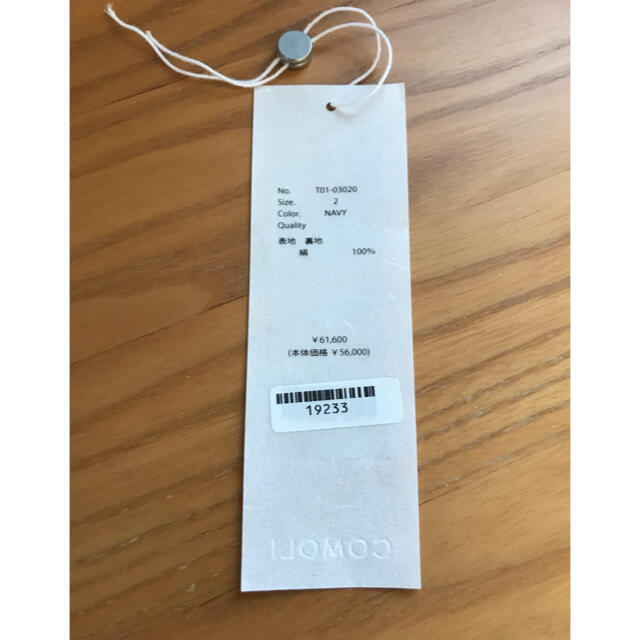 No. T01-03020
Size. 2
Color. NAVY
Quality
表地 裏地
絹 100%
¥61,600
(本体価格 ¥56,000)
19233
COMOLI